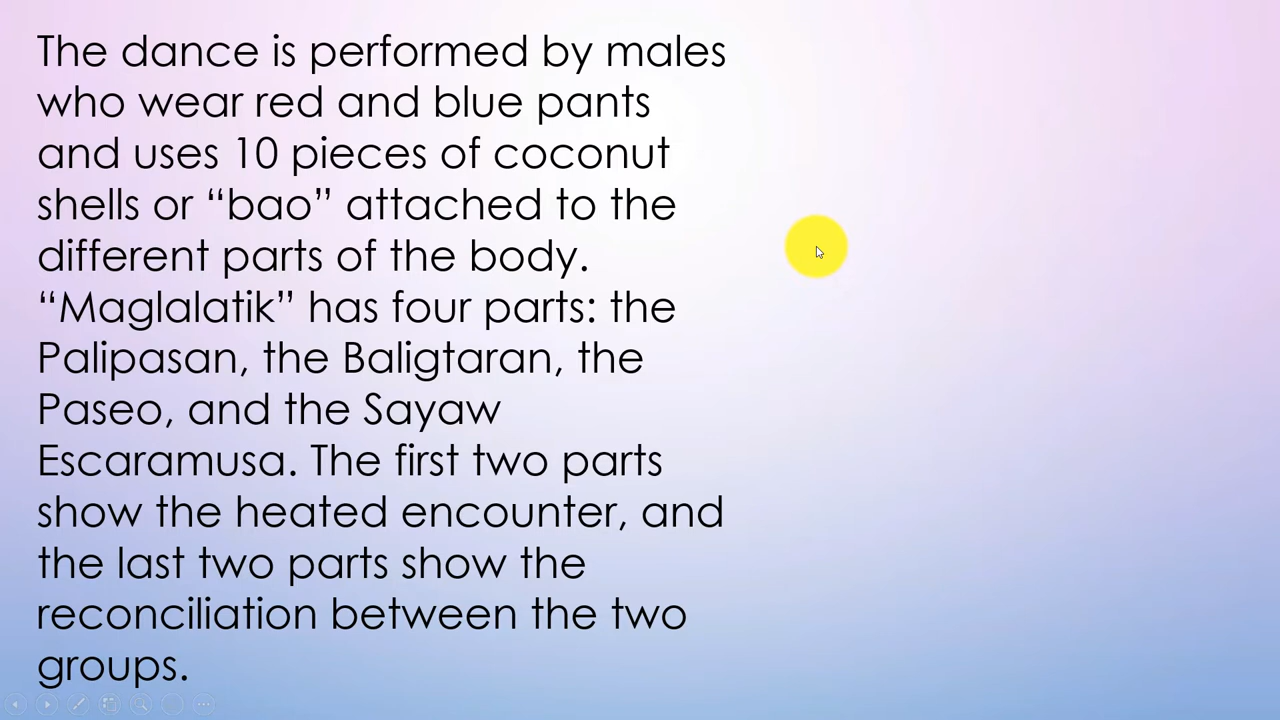 The dance is performed by males
who wear red and blue pants
and uses 10 pieces of coconut
shells or “bao” attached to the
different parts of the body.
“Maglalatik” has four parts: the
Palipasan, the Baligtaran, the
Paseo, and the Sayaw
Escaramusa. The first two parts
show the heated encounter, and
the last two parts show the
reconciliation between the two
groups.